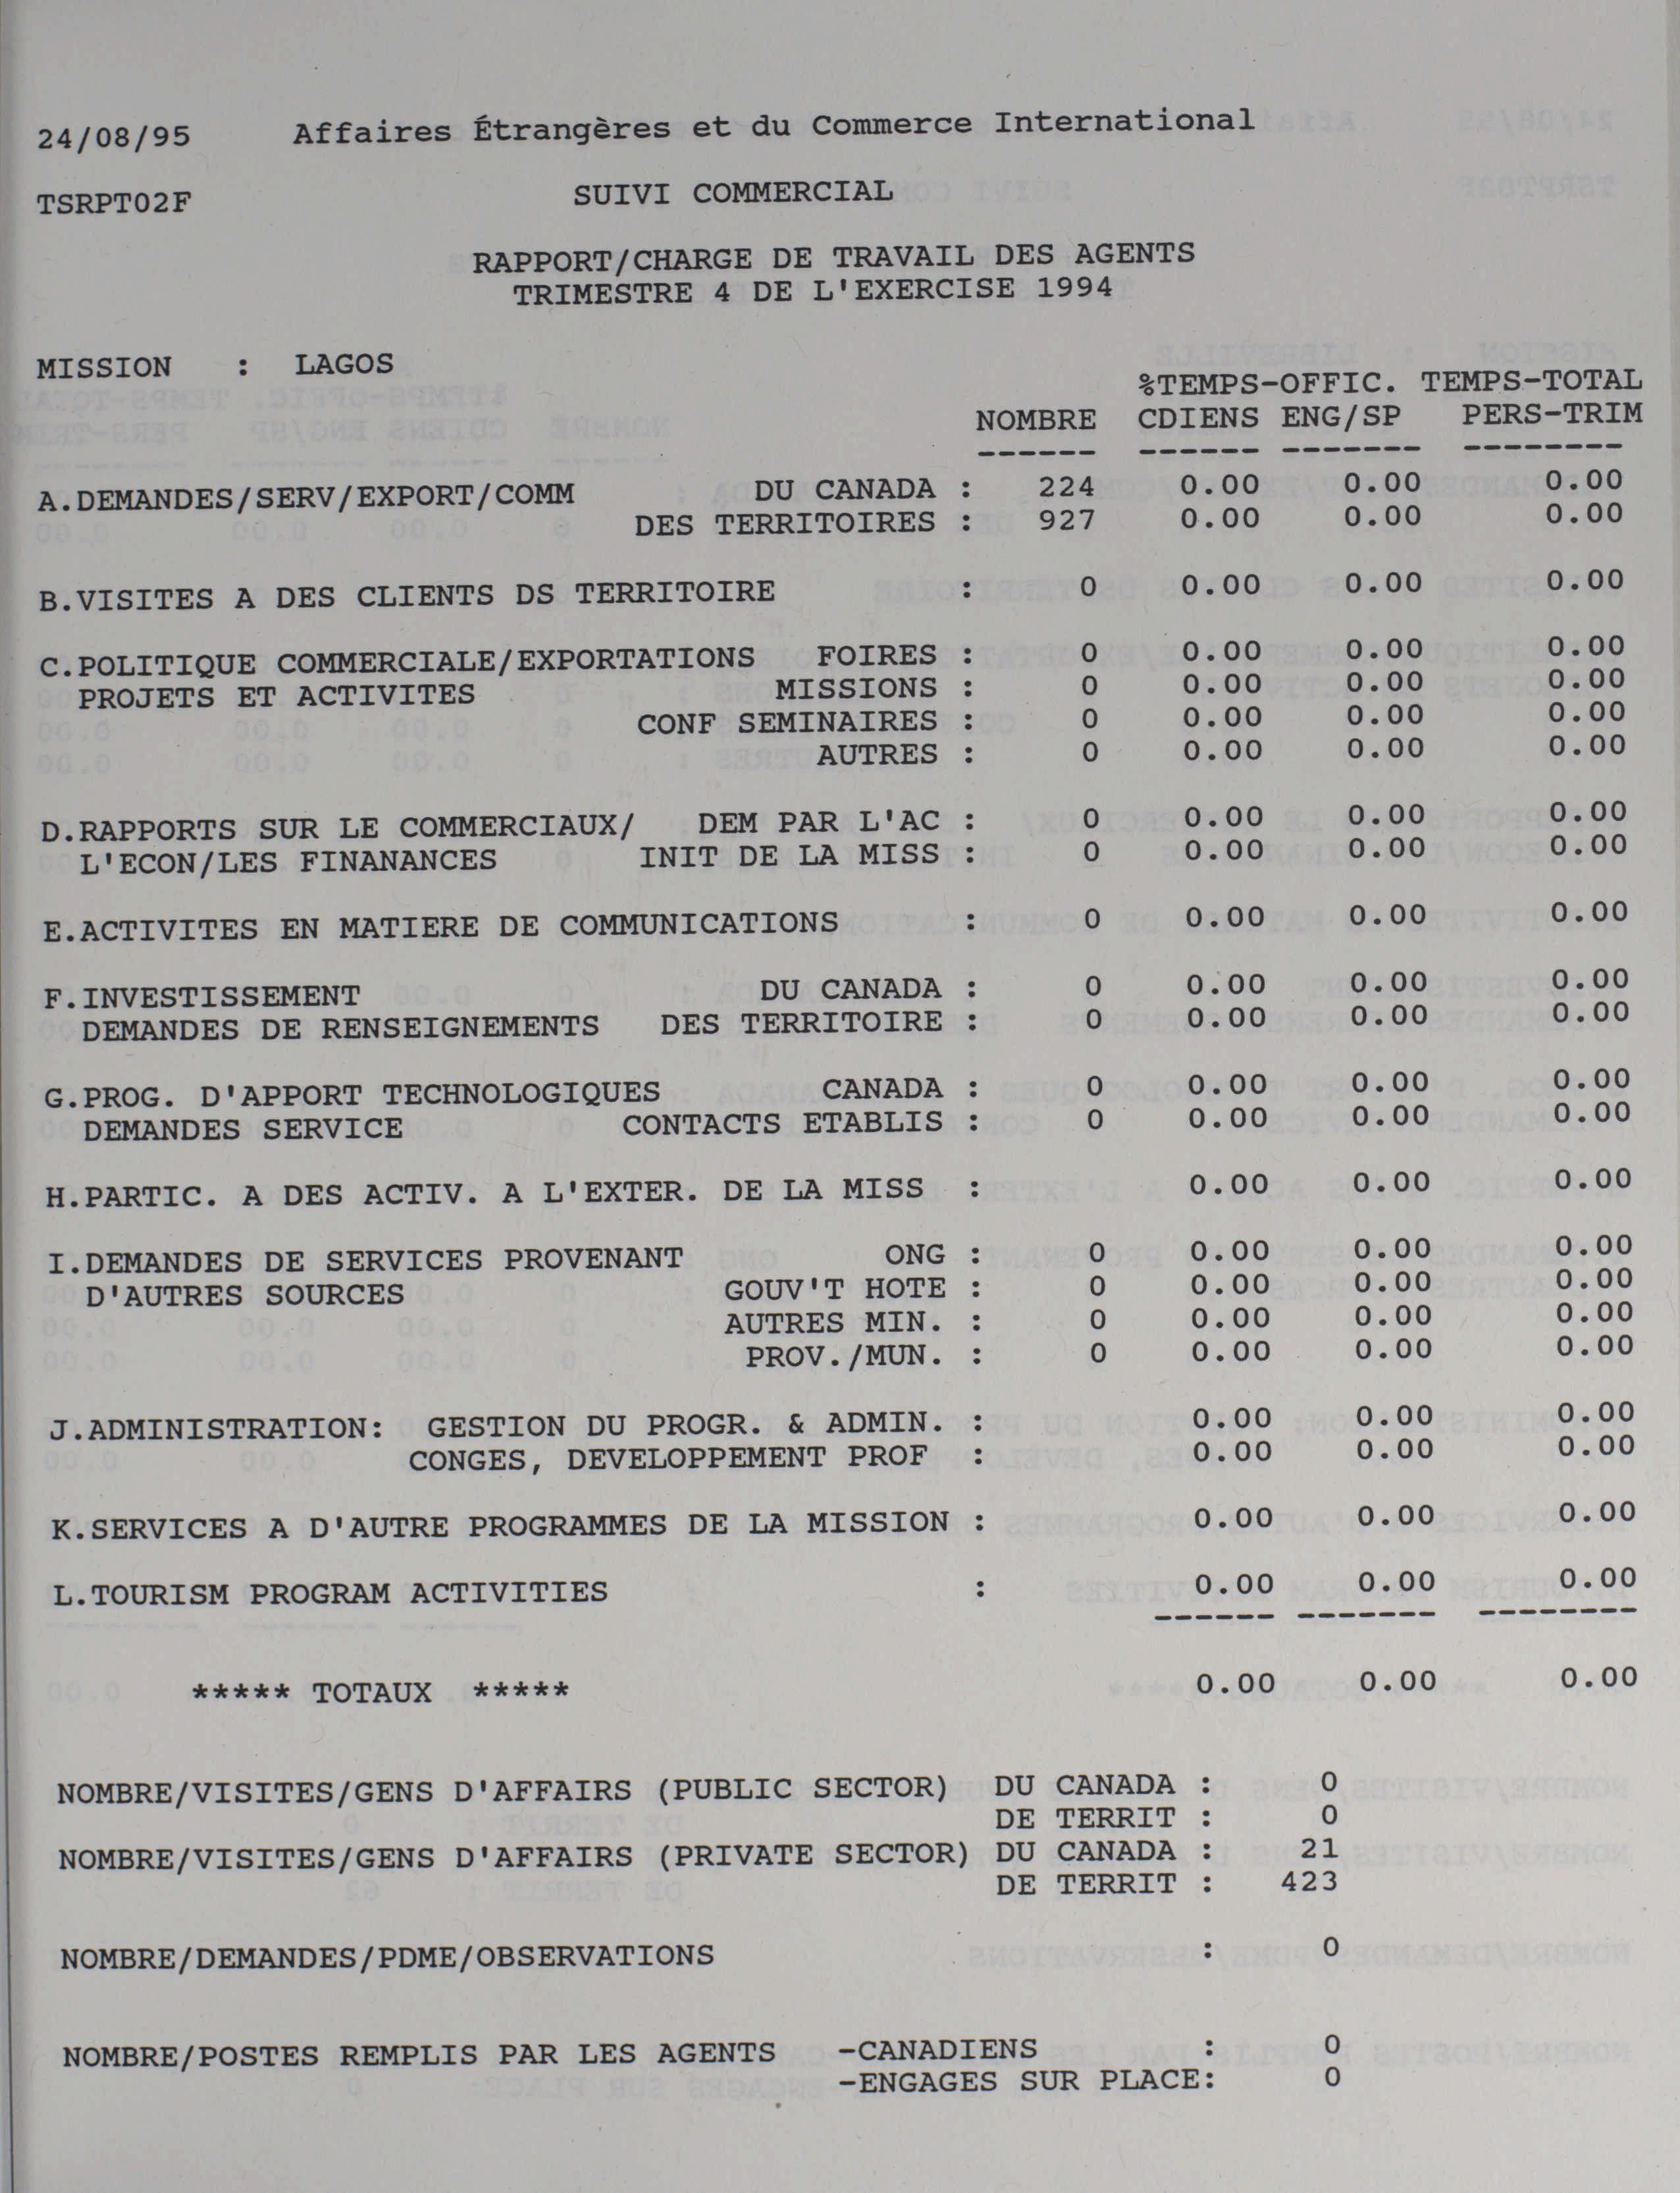 24/08/95 Affaires Étrangères et du Commerce International
TSRPT02F SUIVI COMMERCIAL
RAPPORT/CHARGE DE TRAVAIL DES AGENTS
TRIMESTRE 4 DE L'EXERCISE 1994
MISSION : LAGOS
%TEMPS-OFFIC. TEMPS-TOTAL
NOMBRE CDIENS ENG/SP PERS-TRIM
------ ------ ------- --------
A.DEMANDES/SERV/EXPORT/COMM DU CANADA : 224 0.00 0.00 0.00
DES TERRITOIRES : 927 0.00 0.00 0.00
B.VISITES A DES CLIENTS DS TERRITOIRE : 0 0.00 0.00 0.00
C.POLITIQUE COMMERCIALE/EXPORTATIONS FOIRES : 0 0.00 0.00 0.00
PROJETS ET ACTIVITES MISSIONS : 0 0.00 0.00 0.00
CONF SEMINAIRES : 0 0.00 0.00 0.00
AUTRES : 0 0.00 0.00 0.00
D.RAPPORTS SUR LE COMMERCIAUX/ DEM PAR L'AC : 0 0.00 0.00 0.00
L'ECON/LES FINANANCES INIT DE LA MISS : 0 0.00 0.00 0.00
E.ACTIVITES EN MATIERE DE COMMUNICATIONS : 0 0.00 0.00 0.00
F.INVESTISSEMENT DU CANADA : 0 0.00 0.00 0.00
DEMANDES DE RENSEIGNEMENTS DES TERRITOIRE : 0 0.00 0.00 0.00
G.PROG. D'APPORT TECHNOLOGIQUES CANADA : 0 0.00 0.00 0.00
DEMANDES SERVICE CONTACTS ETABLIS : 0 0.00 0.00 0.00
H.PARTIC. A DES ACTIV. A L'EXTER. DE LA MISS : 0.00 0.00 0.00
I.DEMANDES DE SERVICES PROVENANT ONG : 0 0.00 0.00 0.00
D'AUTRES SOURCES GOUV'T HOTE : 0 0.00 0.00 0.00
AUTRES MIN. : 0 0.00 0.00 0.00
PROV./MUN. : 0 0.00 0.00 0.00
J.ADMINISTRATION: GESTION DU PROGR. & ADMIN. : 0.00 0.00 0.00
CONGES, DEVELOPPEMENT PROF : 0.00 0.00 0.00
K.SERVICES A D'AUTRE PROGRAMMES DE LA MISSION : 0.00 0.00 0.00
L.TOURISM PROGRAM ACTIVITIES : 0.00 0.00 0.00
------ ------- --------
***** TOTAUX ***** 0.00 0.00 0.00
NOMBRE/VISITES/GENS D'AFFAIRS (PUBLIC SECTOR) DU CANADA : 0
DE TERRIT : 0
NOMBRE/VISITES/GENS D'AFFAIRS (PRIVATE SECTOR) DU CANADA : 21
DE TERRIT : 423
NOMBRE/DEMANDES/PDME/OBSERVATIONS : 0
NOMBRE/POSTES REMPLIS PAR LES AGENTS -CANADIENS : 0
-ENGAGES SUR PLACE: 0